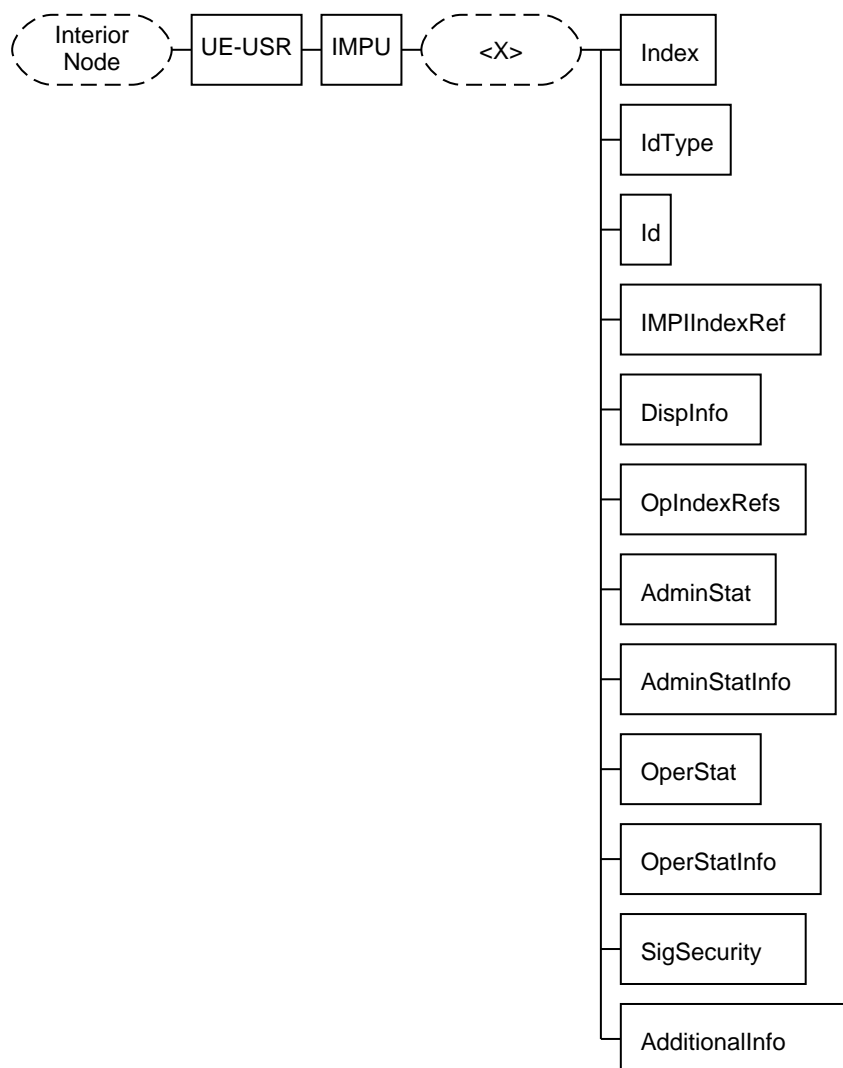 Interior
Node
UE-USR
IMPU
<X>
Index
IdType
Id
IMPIIndexRef
DispInfo
OpIndexRefs
AdminStat
AdminStatInfo
OperStat
OperStatInfo
SigSecurity
AdditionalInfo